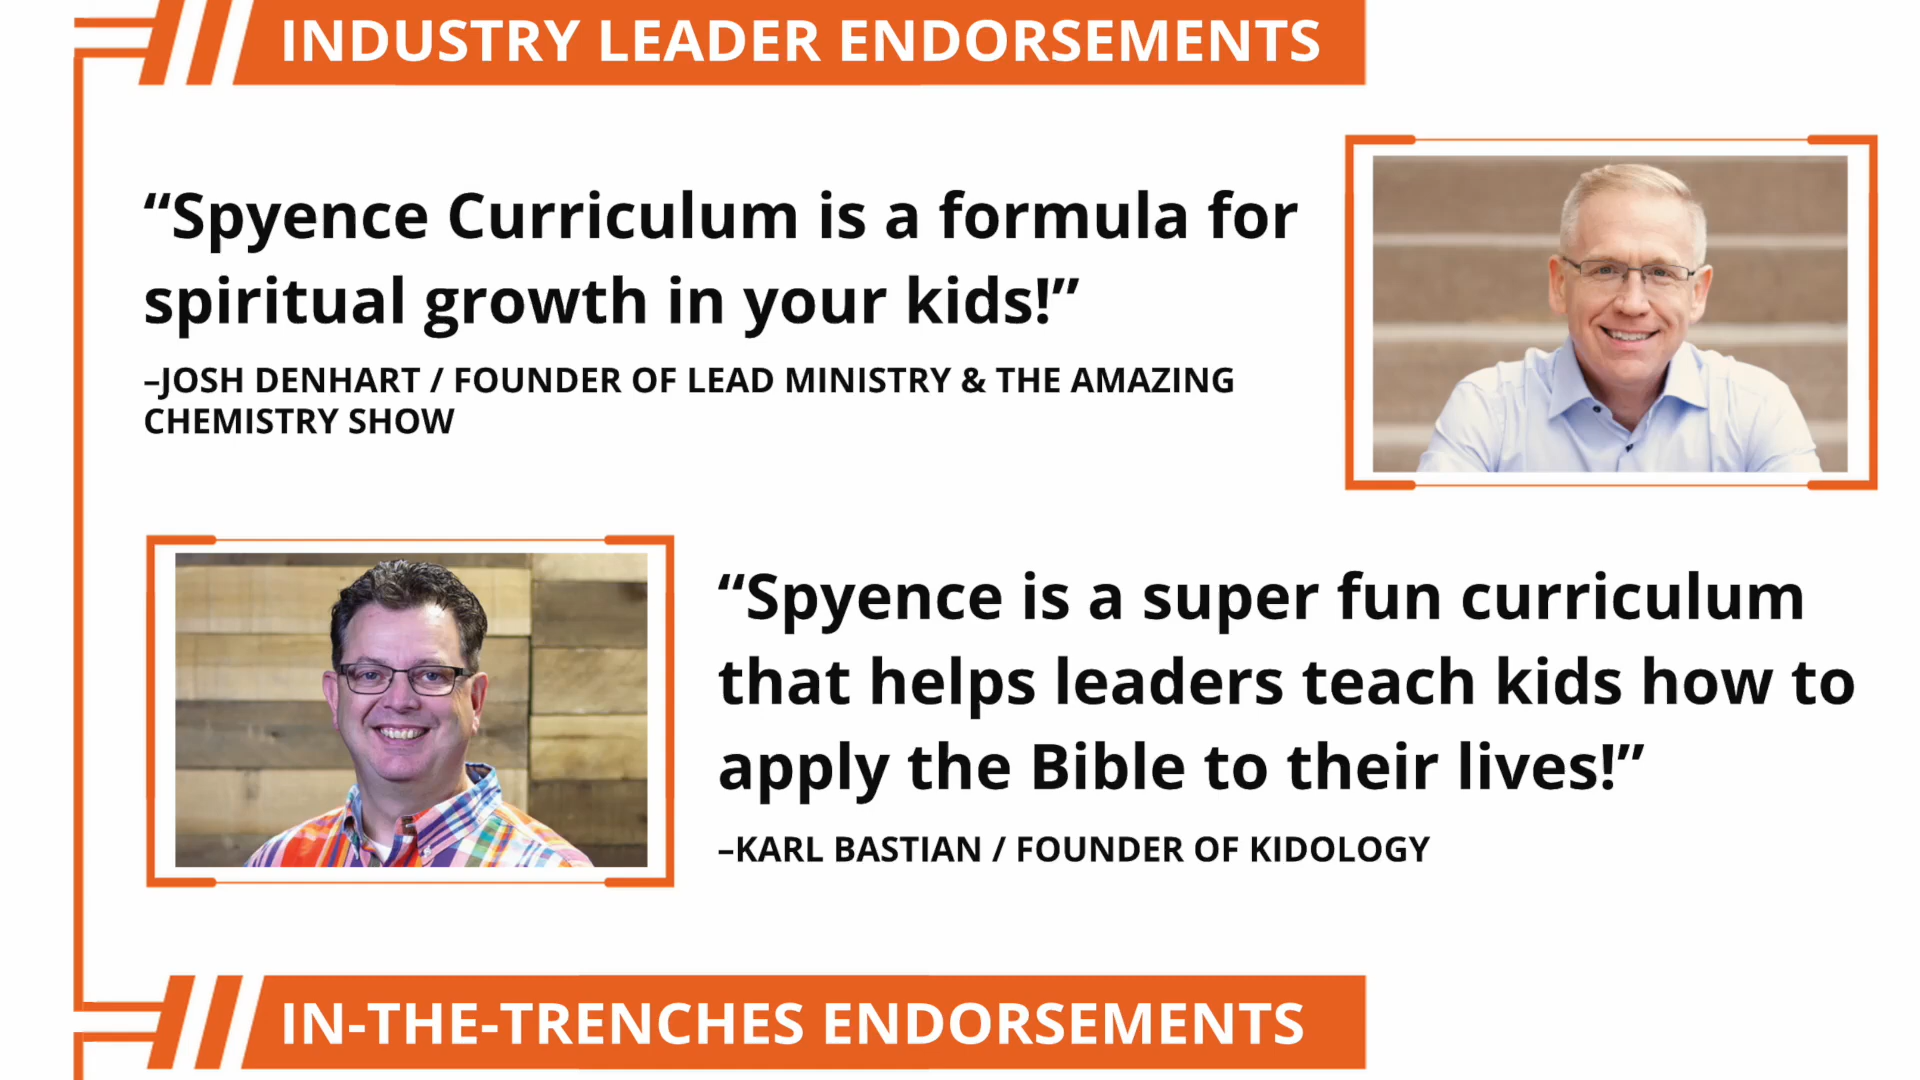 INDUSTRY LEADER ENDORSEMENTS
“Spyence Curriculum is a formula for
spiritual growth in your kids!”
–JOSH DENHART / FOUNDER OF LEAD MINISTRY & THE AMAZING
CHEMISTRY SHOW
“Spyence is a super fun curriculum
that helps leaders teach kids how to
apply the Bible to their lives!”
–KARL BASTIAN / FOUNDER OF KIDOLOGY
IN-THE-TRENCHES ENDORSEMENTS